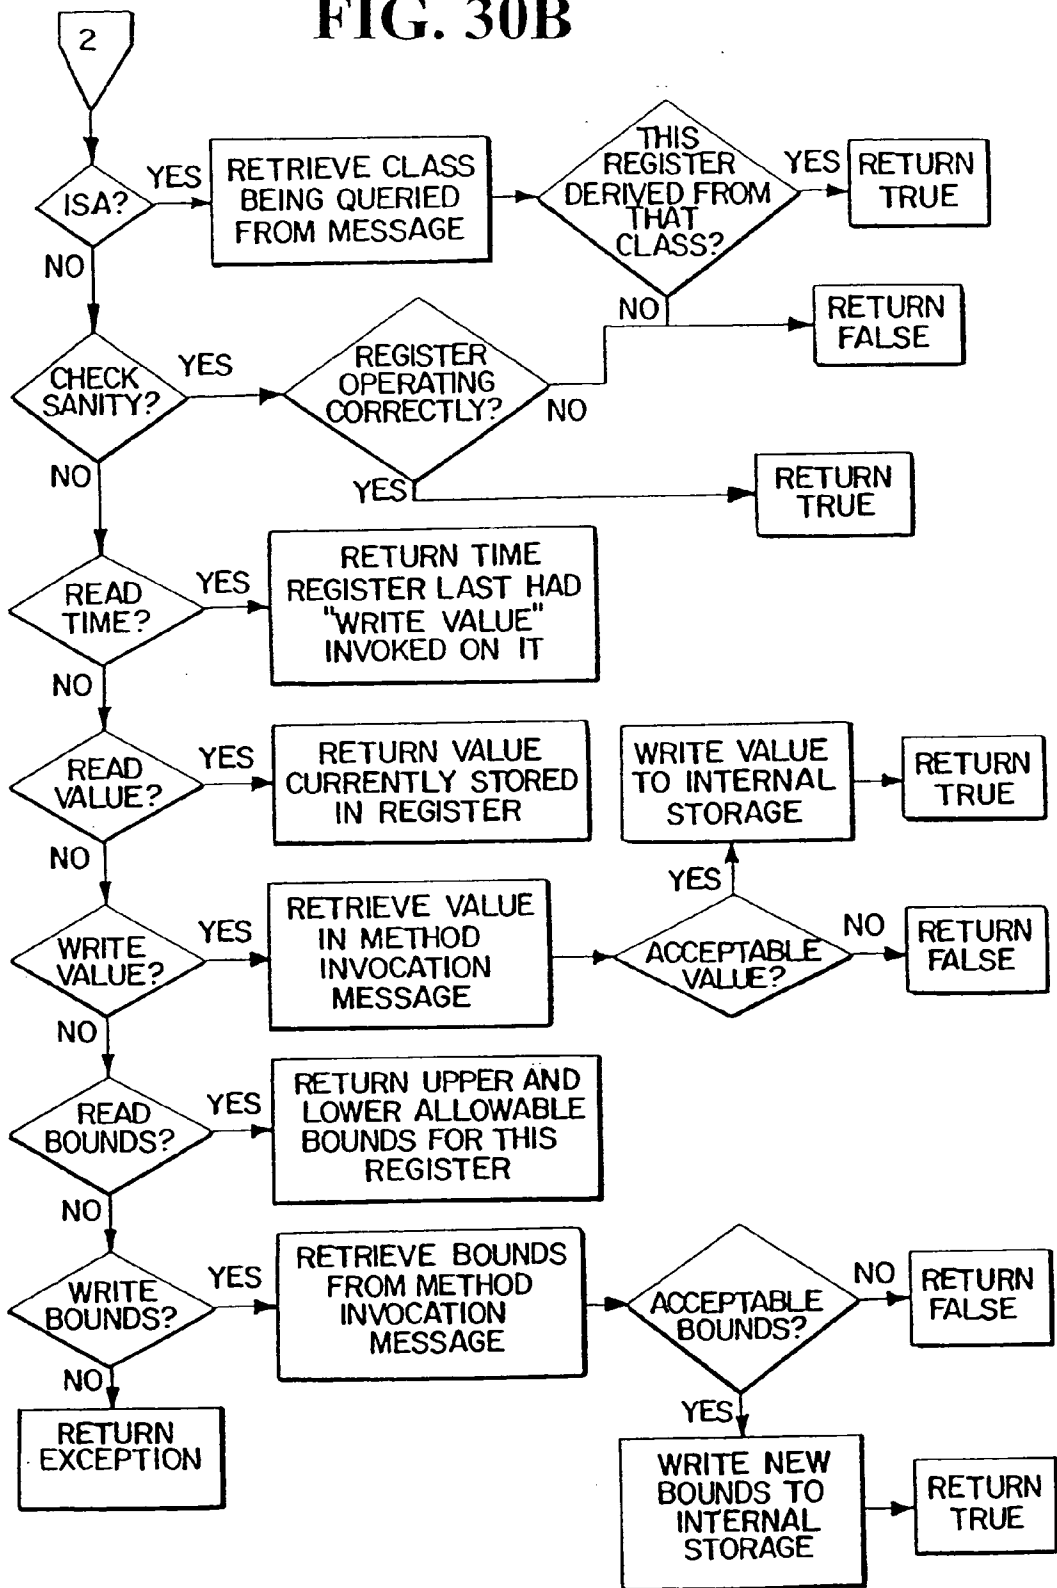 FIG. 30B
2
ISA?
YES
RETRIEVE CLASS
BEING QUERIED
FROM MESSAGE
THIS
REGISTER
DERIVED FROM
THAT
CLASS?
YES
RETURN
TRUE
NO
NO
RETURN
FALSE
CHECK
SANITY?
YES
REGISTER
OPERATING
CORRECTLY?
NO
NO
YES
RETURN
TRUE
READ
TIME?
YES
RETURN TIME
REGISTER LAST HAD
"WRITE VALUE"
INVOKED ON IT
NO
READ
VALUE?
YES
RETURN VALUE
CURRENTLY STORED
IN REGISTER
WRITE VALUE
TO INTERNAL
STORAGE
RETURN
TRUE
NO
YES
WRITE
VALUE?
YES
RETRIEVE VALUE
IN METHOD
INVOCATION
MESSAGE
ACCEPTABLE
VALUE?
NO
RETURN
FALSE
NO
READ
BOUNDS?
YES
RETURN UPPER AND
LOWER ALLOWABLE
BOUNDS FOR THIS
REGISTER
NO
WRITE
BOUNDS?
YES
RETRIEVE BOUNDS
FROM METHOD
INVOCATION
MESSAGE
ACCEPTABLE
BOUNDS?
NO
RETURN
FALSE
NO
YES
RETURN
EXCEPTION
WRITE NEW
BOUNDS TO
INTERNAL
STORAGE
RETURN
TRUE